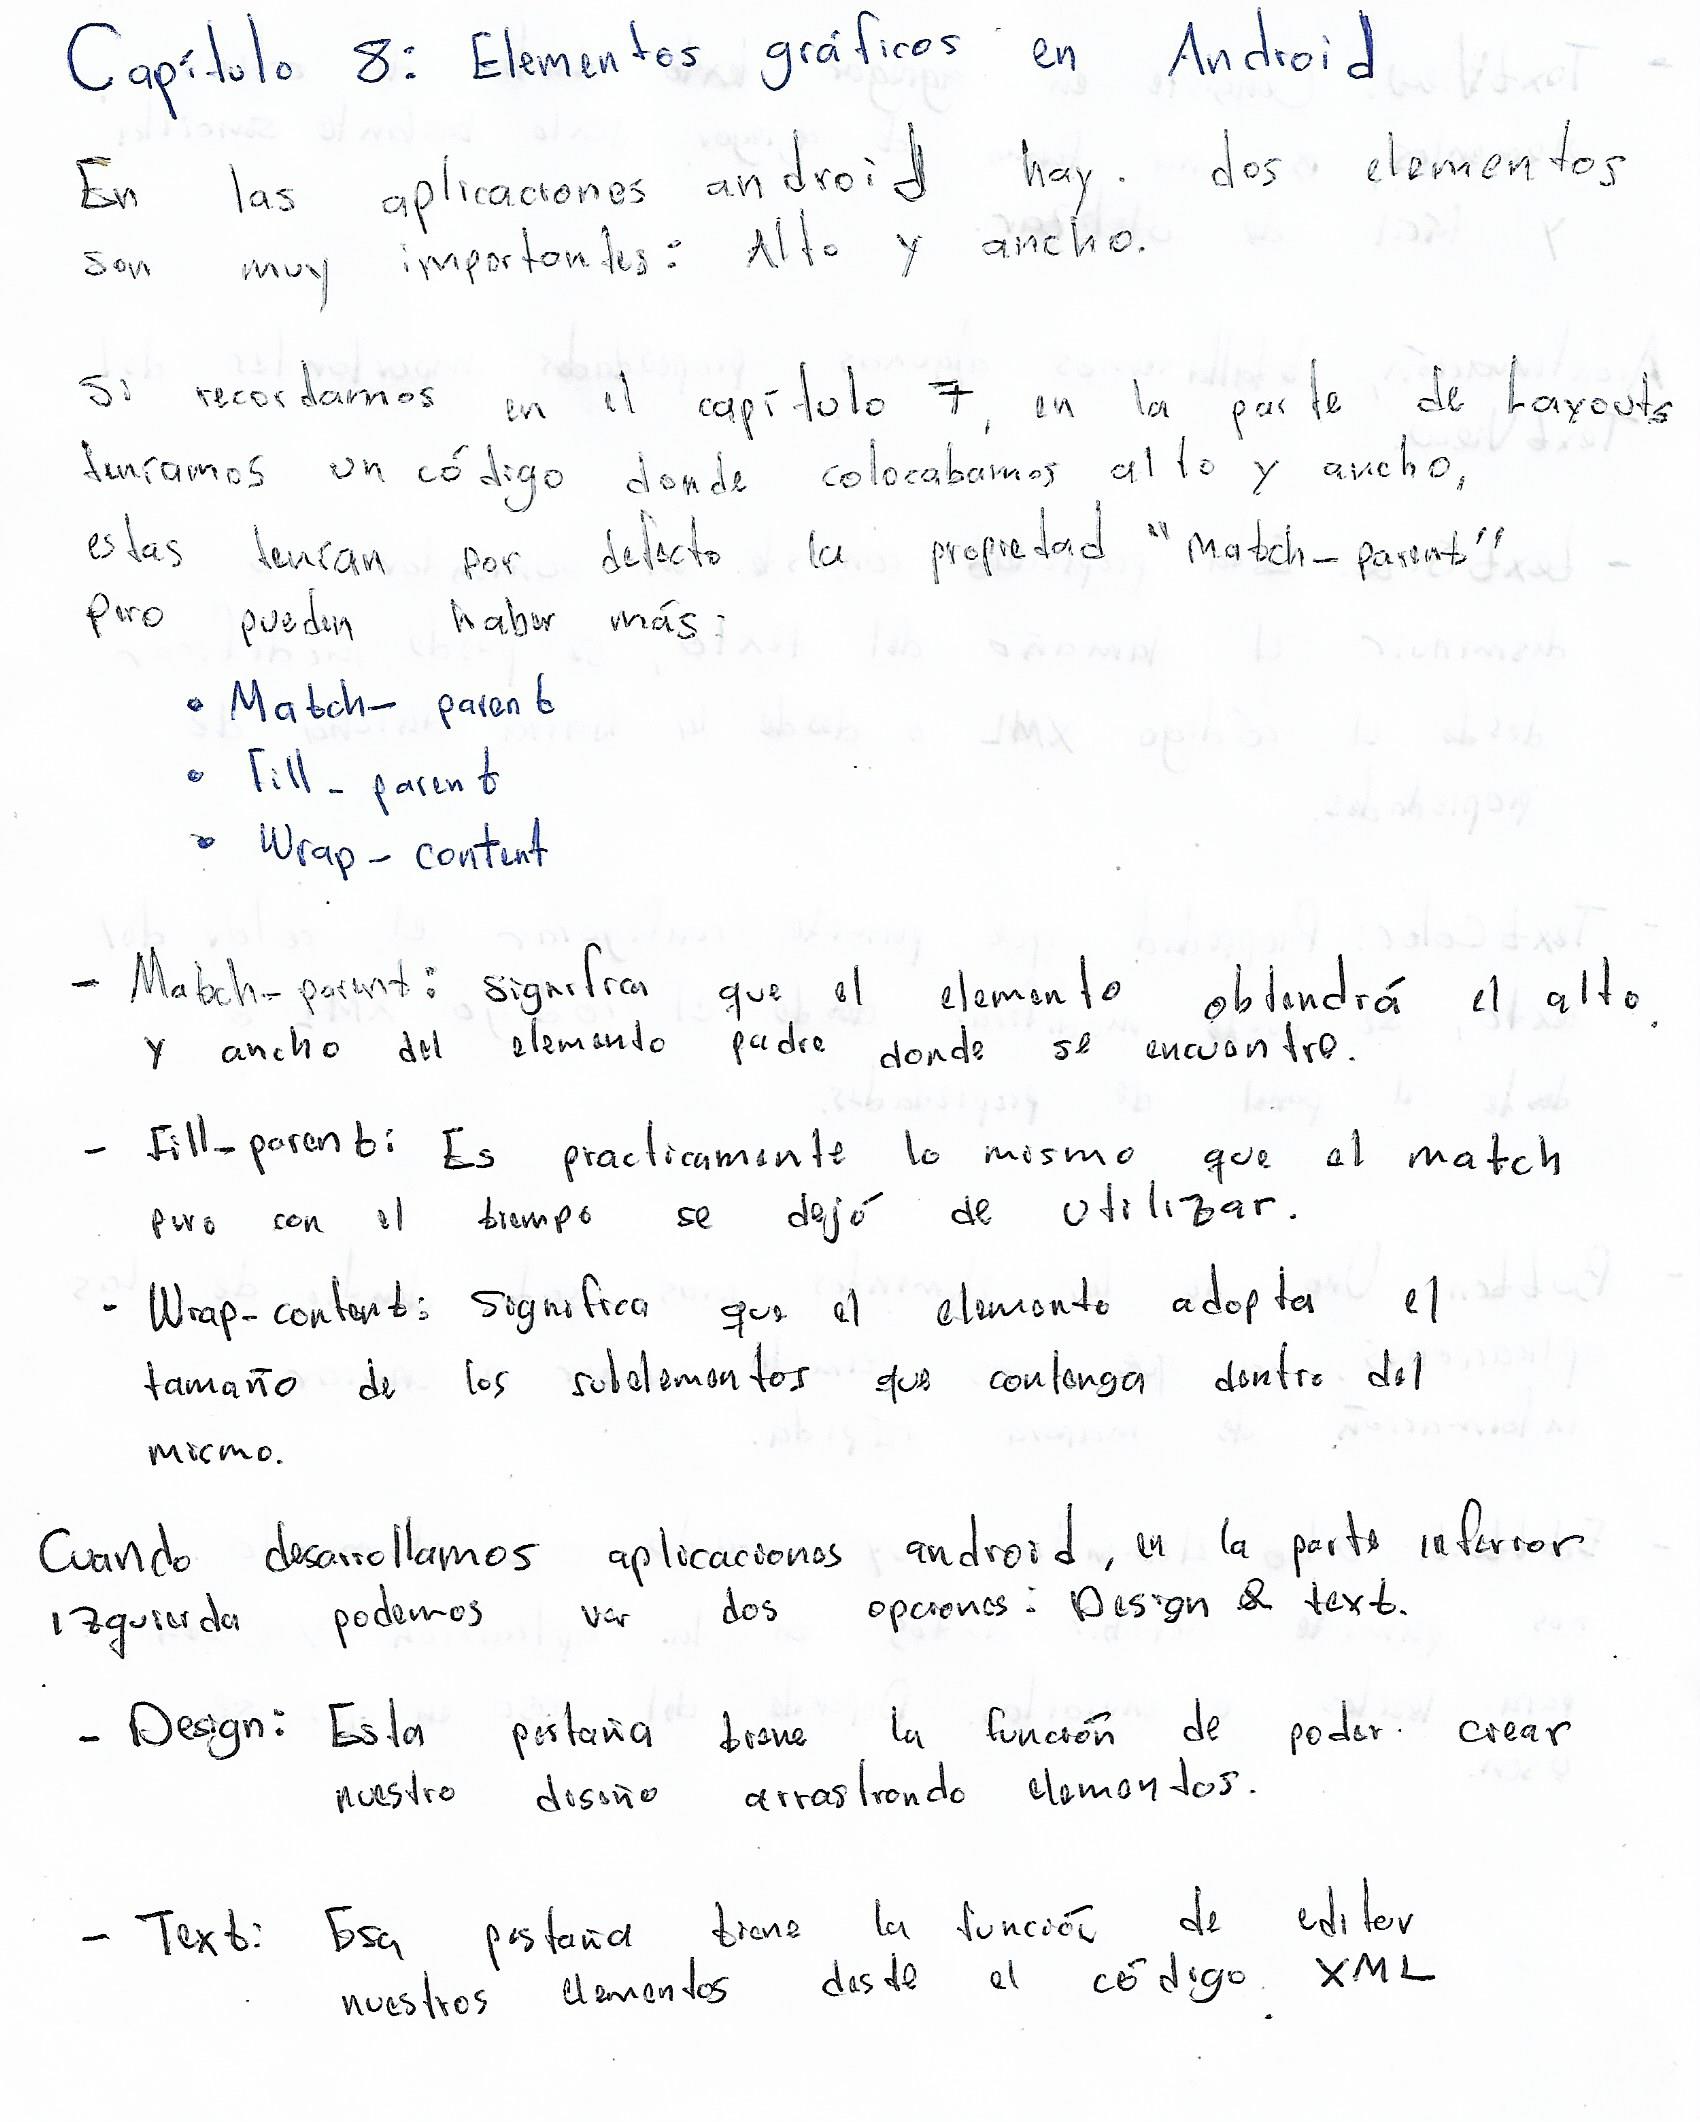 Capítulo 8: Elementos gráficos en Android
En las aplicaciones android hay. dos elementos
son muy importantes: Alto y ancho.
Si recordamos en el capítulo 7, en la parte de Layouts
teníamos un código donde colocabamos alto y ancho,
estas tenían por defecto la propiedad "Match-parent"
pero pueden haber más:
• Match- parent
• Fill- parent
• Wrap- content
- Match-parent: significa que el elemento obtendrá el alto
y ancho del elemento padre donde se encuentre.
- Fill-parent: Es practicamente lo mismo que el match
pero con el tiempo se dejó de utilizar.
- Wrap-content: significa que el elemento adopta el
tamaño de los subelementos que contenga dentro del
mismo.
Cuando desarrollamos aplicaciones android, en la parte inferior
izquierda podemos ver dos opciones: Design & text.
- Design: Esta pestaña tiene la función de poder crear
nuestro diseño arrastrando elementos.
- Text: Esa pestaña tiene la función de editar
nuestros elementos desde el código XML